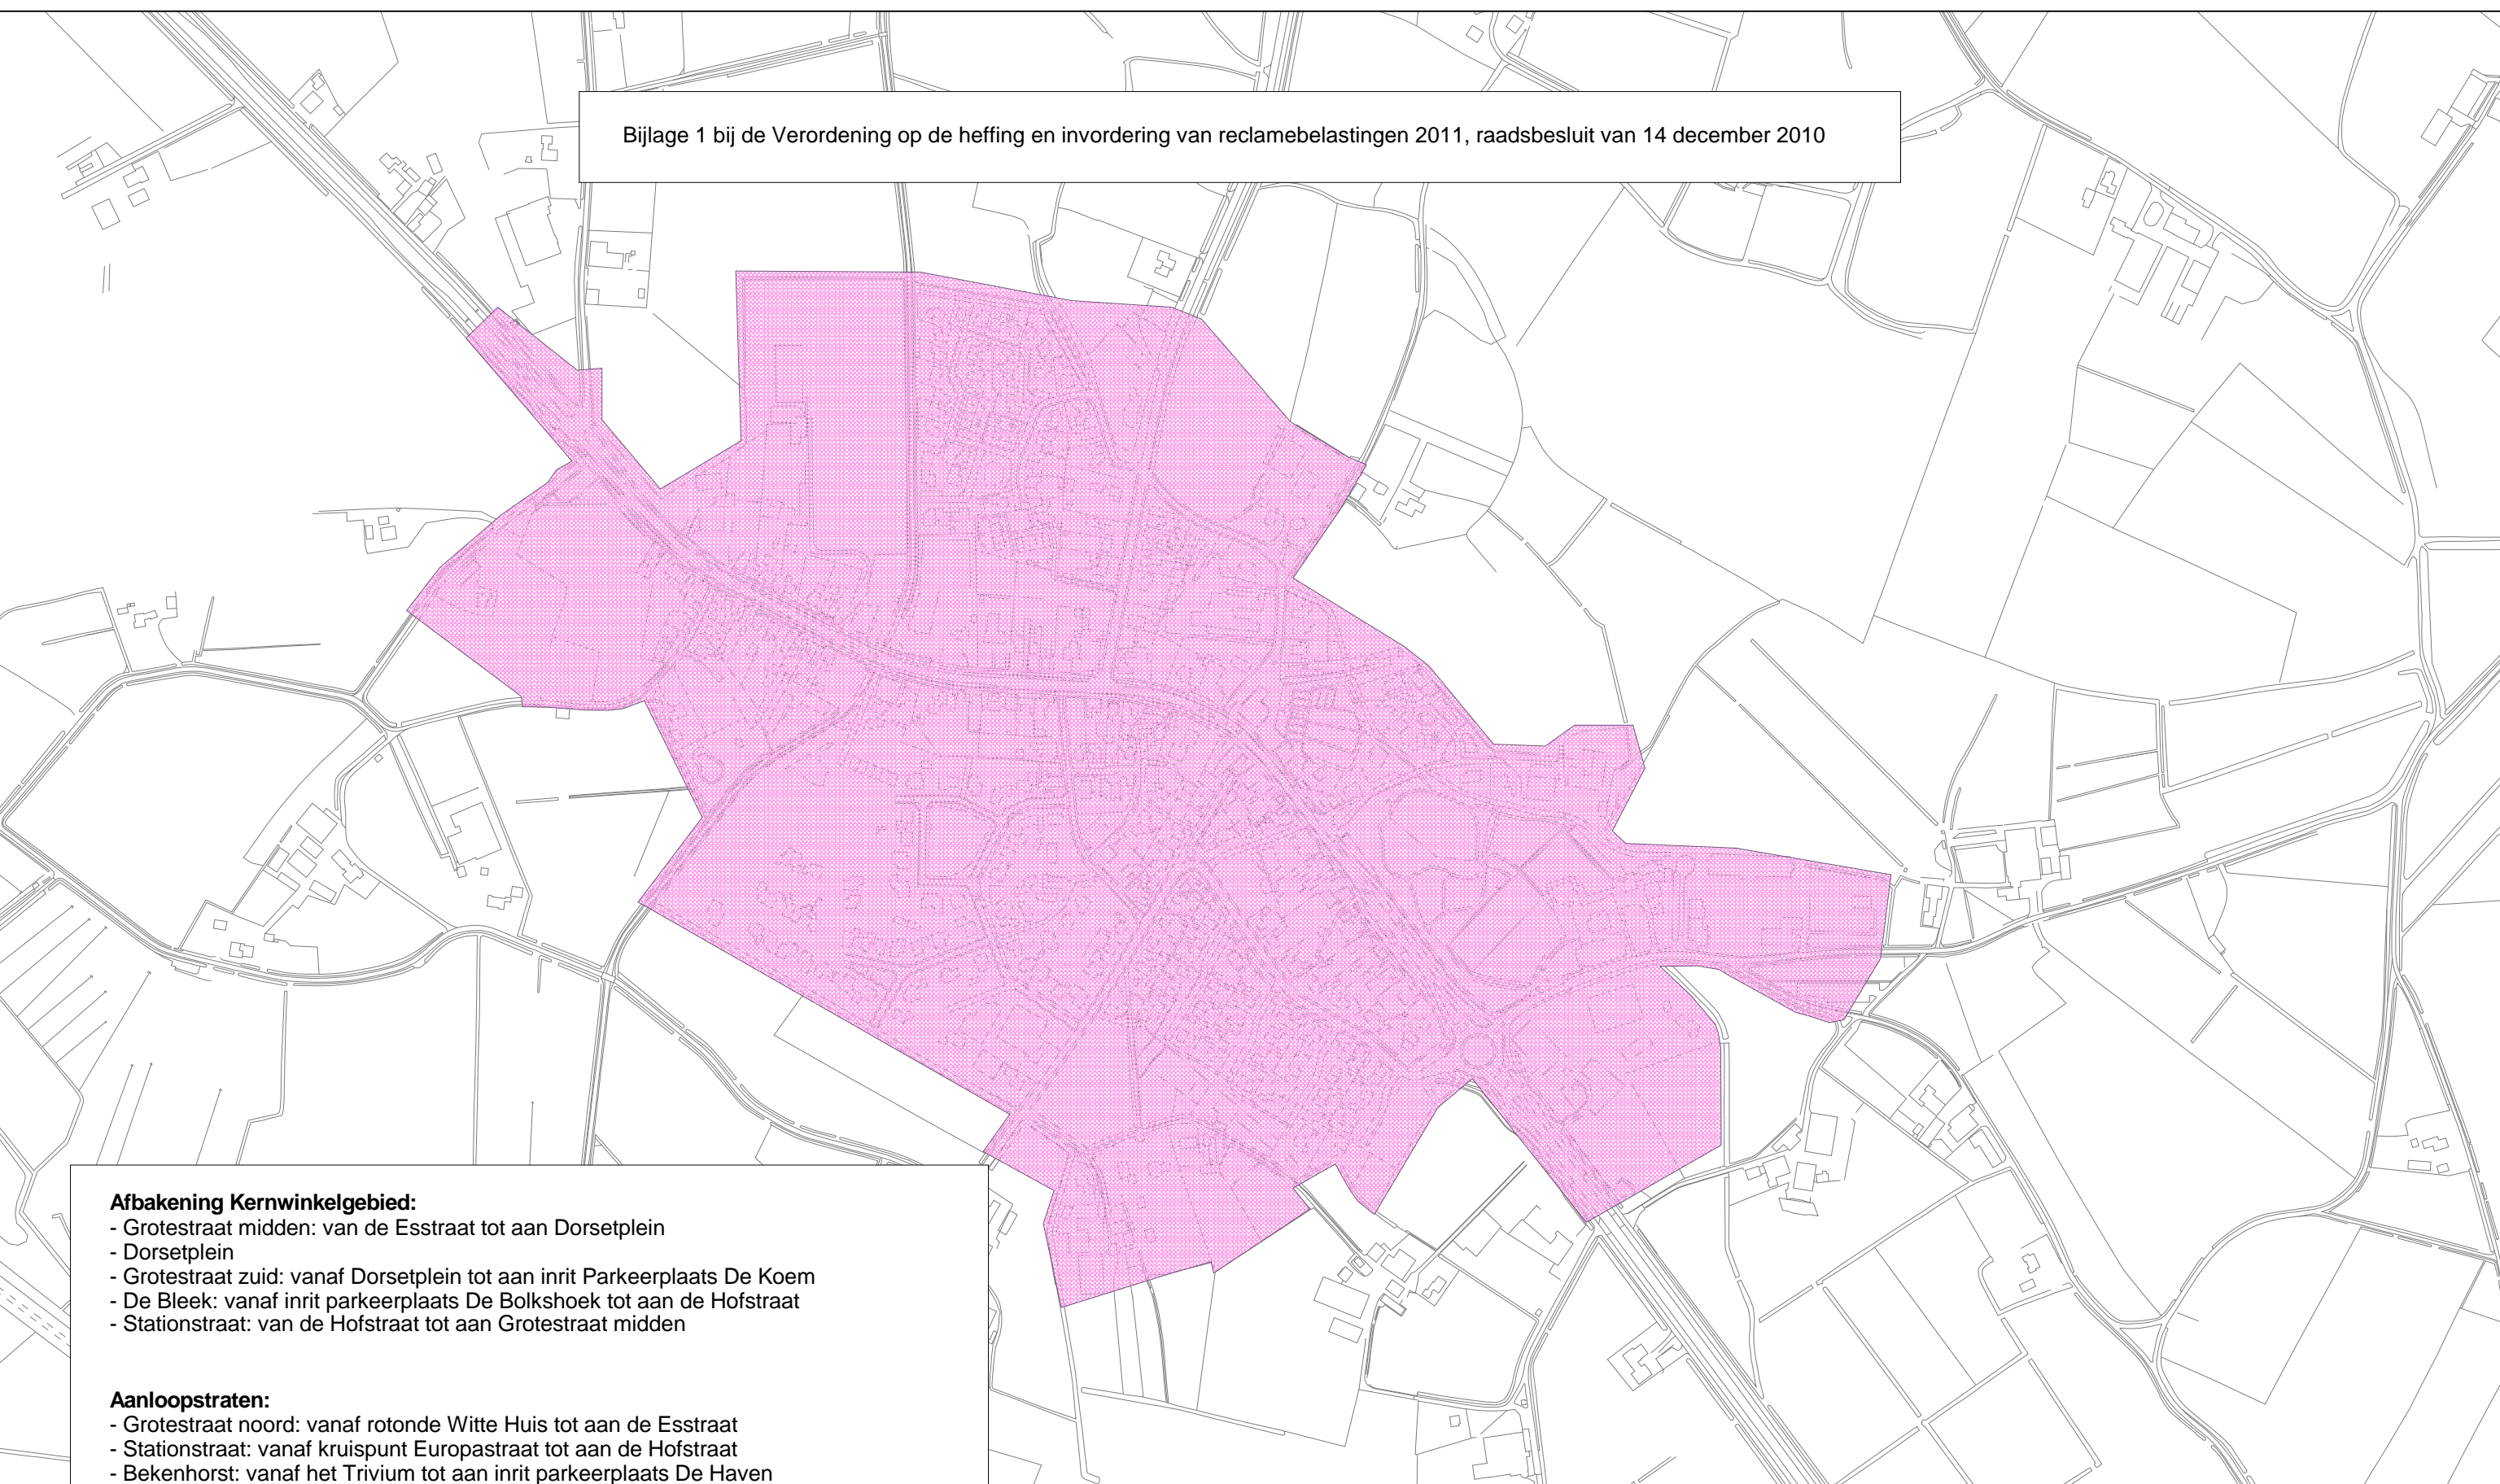 Bijlage 1 bij de Verordening op de heffing en invordering van reclamebelastingen 2011, raadsbesluit van 14 december 2010
Afbakening Kernwinkelgebied:
- Grotestraat midden: van de Esstraat tot aan Dorsetplein
- Dorsetplein
- Grotestraat zuid: vanaf Dorsetplein tot aan inrit Parkeerplaats De Koem
- De Bleek: vanaf inrit parkeerplaats De Bolkshoek tot aan de Hofstraat
- Stationstraat: van de Hofstraat tot aan Grotestraat midden
Aanloopstraten:
- Grotestraat noord: vanaf rotonde Witte Huis tot aan de Esstraat
- Stationstraat: vanaf kruispunt Europastraat tot aan de Hofstraat
- Bekenhorst: vanaf het Trivium tot aan inrit parkeerplaats De Haven